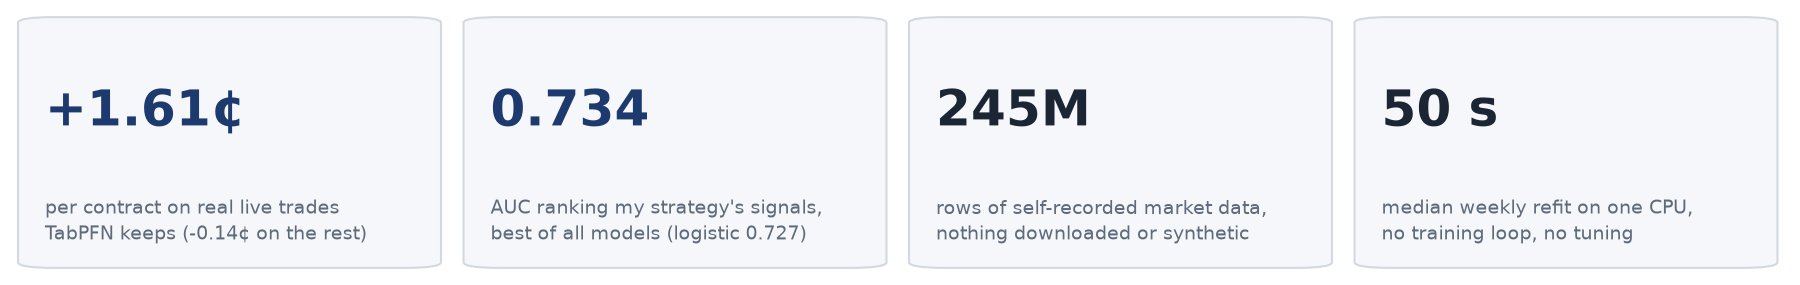 +1.61¢
per contract on real live trades
TabPFN keeps (-0.14¢ on the rest)
0.734
AUC ranking my strategy's signals,
best of all models (logistic 0.727)
245M
rows of self-recorded market data,
nothing downloaded or synthetic
50 s
median weekly refit on one CPU,
no training loop, no tuning